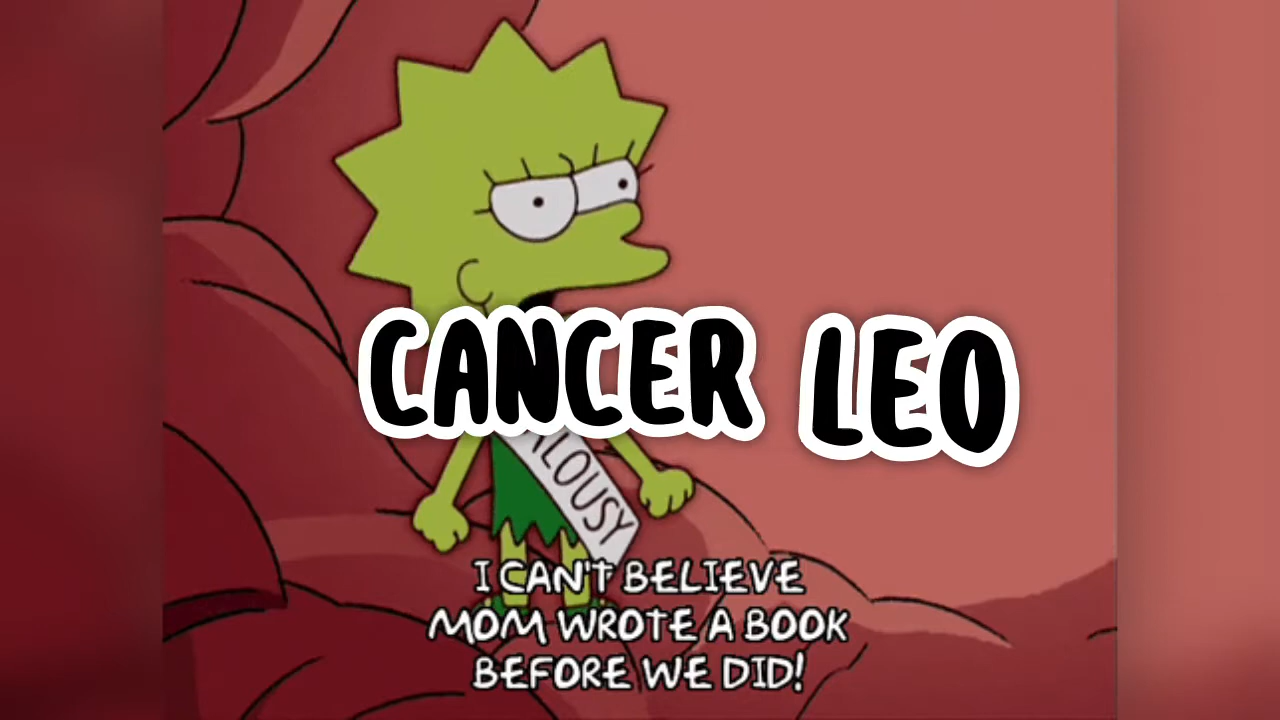 CANCER LEO
I CAN'T BELIEVE
MOM WROTE A BOOK
BEFORE WE DID!